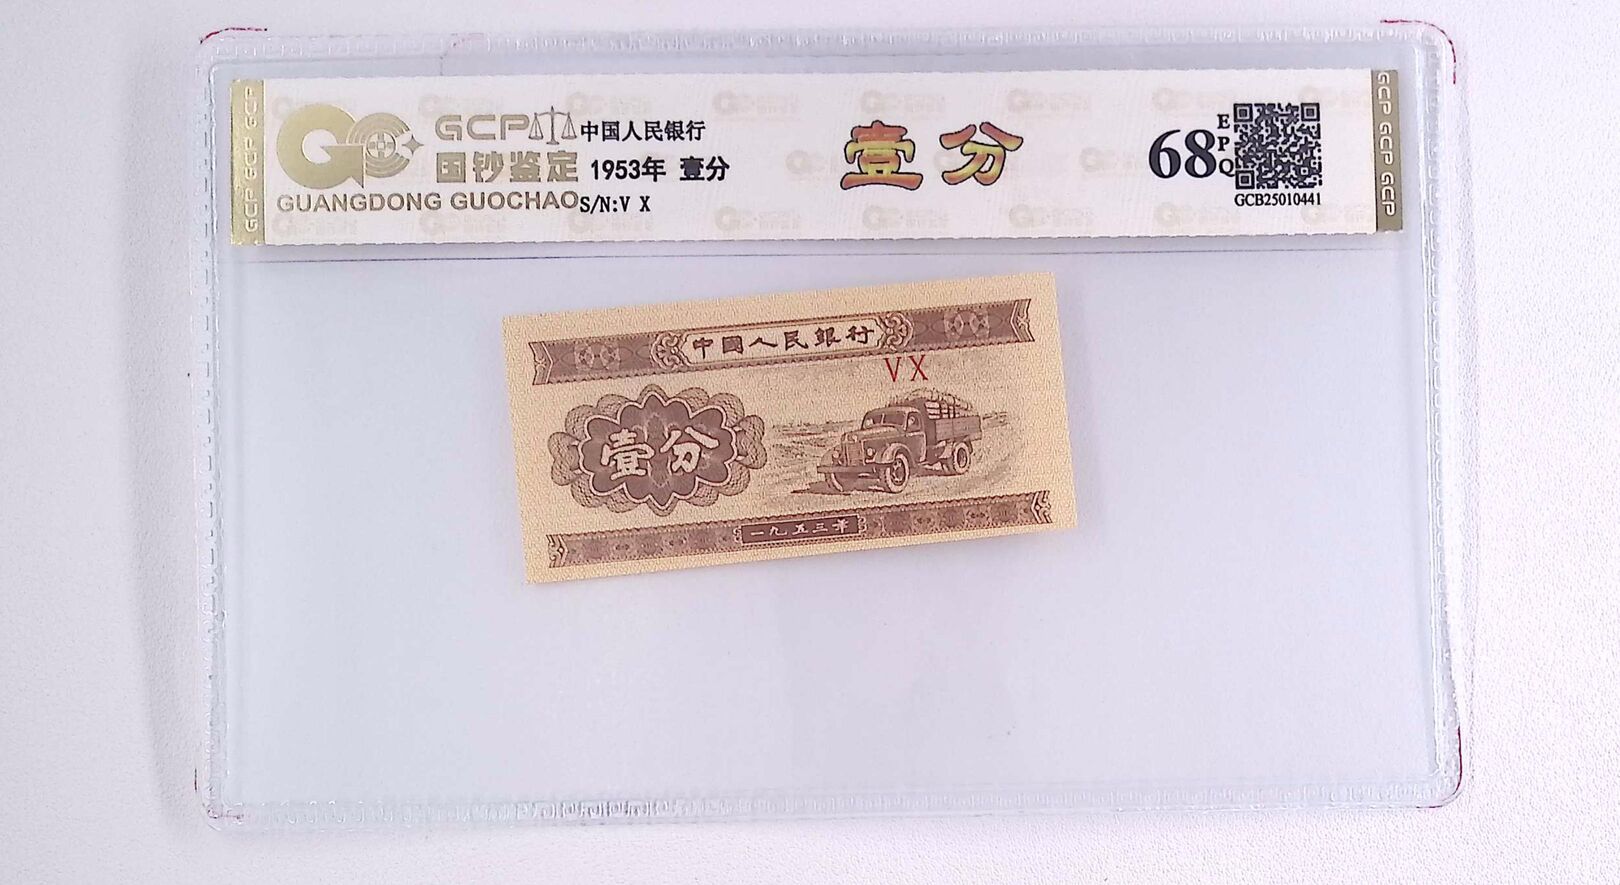 GCP GCP GCP
GCP
国钞鉴定
GUANGDONG GUOCHAO
中国人民银行
1953年 壹分
S/N:V X
壹分
68
EPQ
GCB25010441
GCP GCP GCP
中國人民銀行
VX
壹分
一九五三年